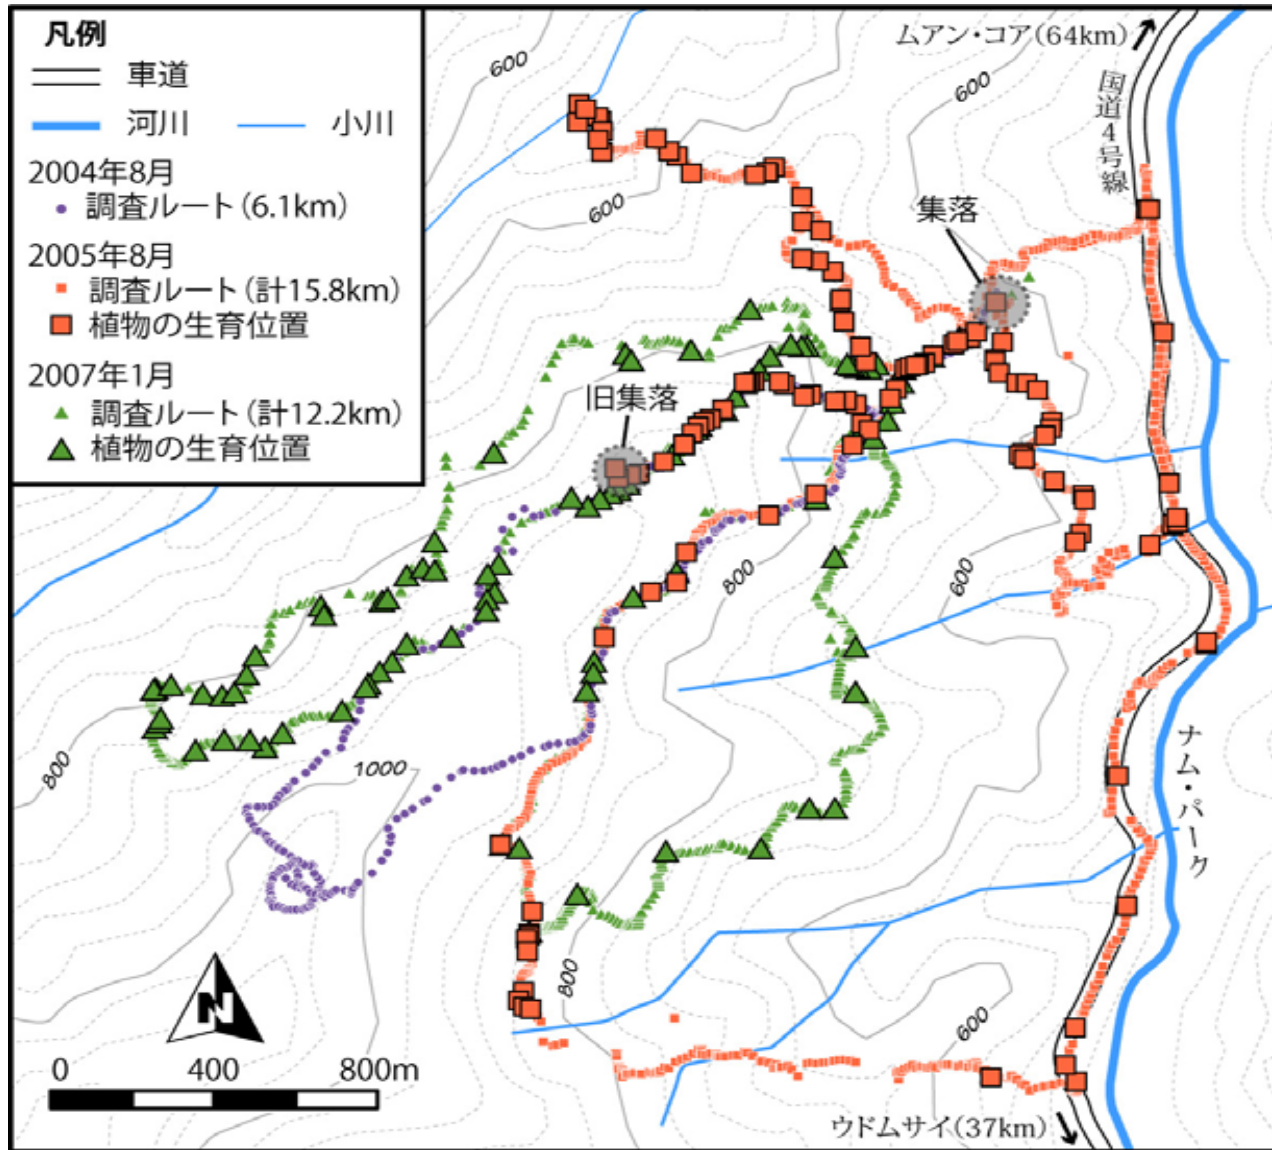 凡例
車道
河川 小川
2004年8月
調査ルート(6.1km)
2005年8月
調査ルート(計15.8km)
植物の生育位置
2007年1月
調査ルート(計12.2km)
植物の生育位置
ムアン・コア(64km)
国道4号線
600
600
600
集落
旧集落
800
600
ナム・パーク
800
1000
800
600
N
0 400 800m
ウドムサイ(37km)